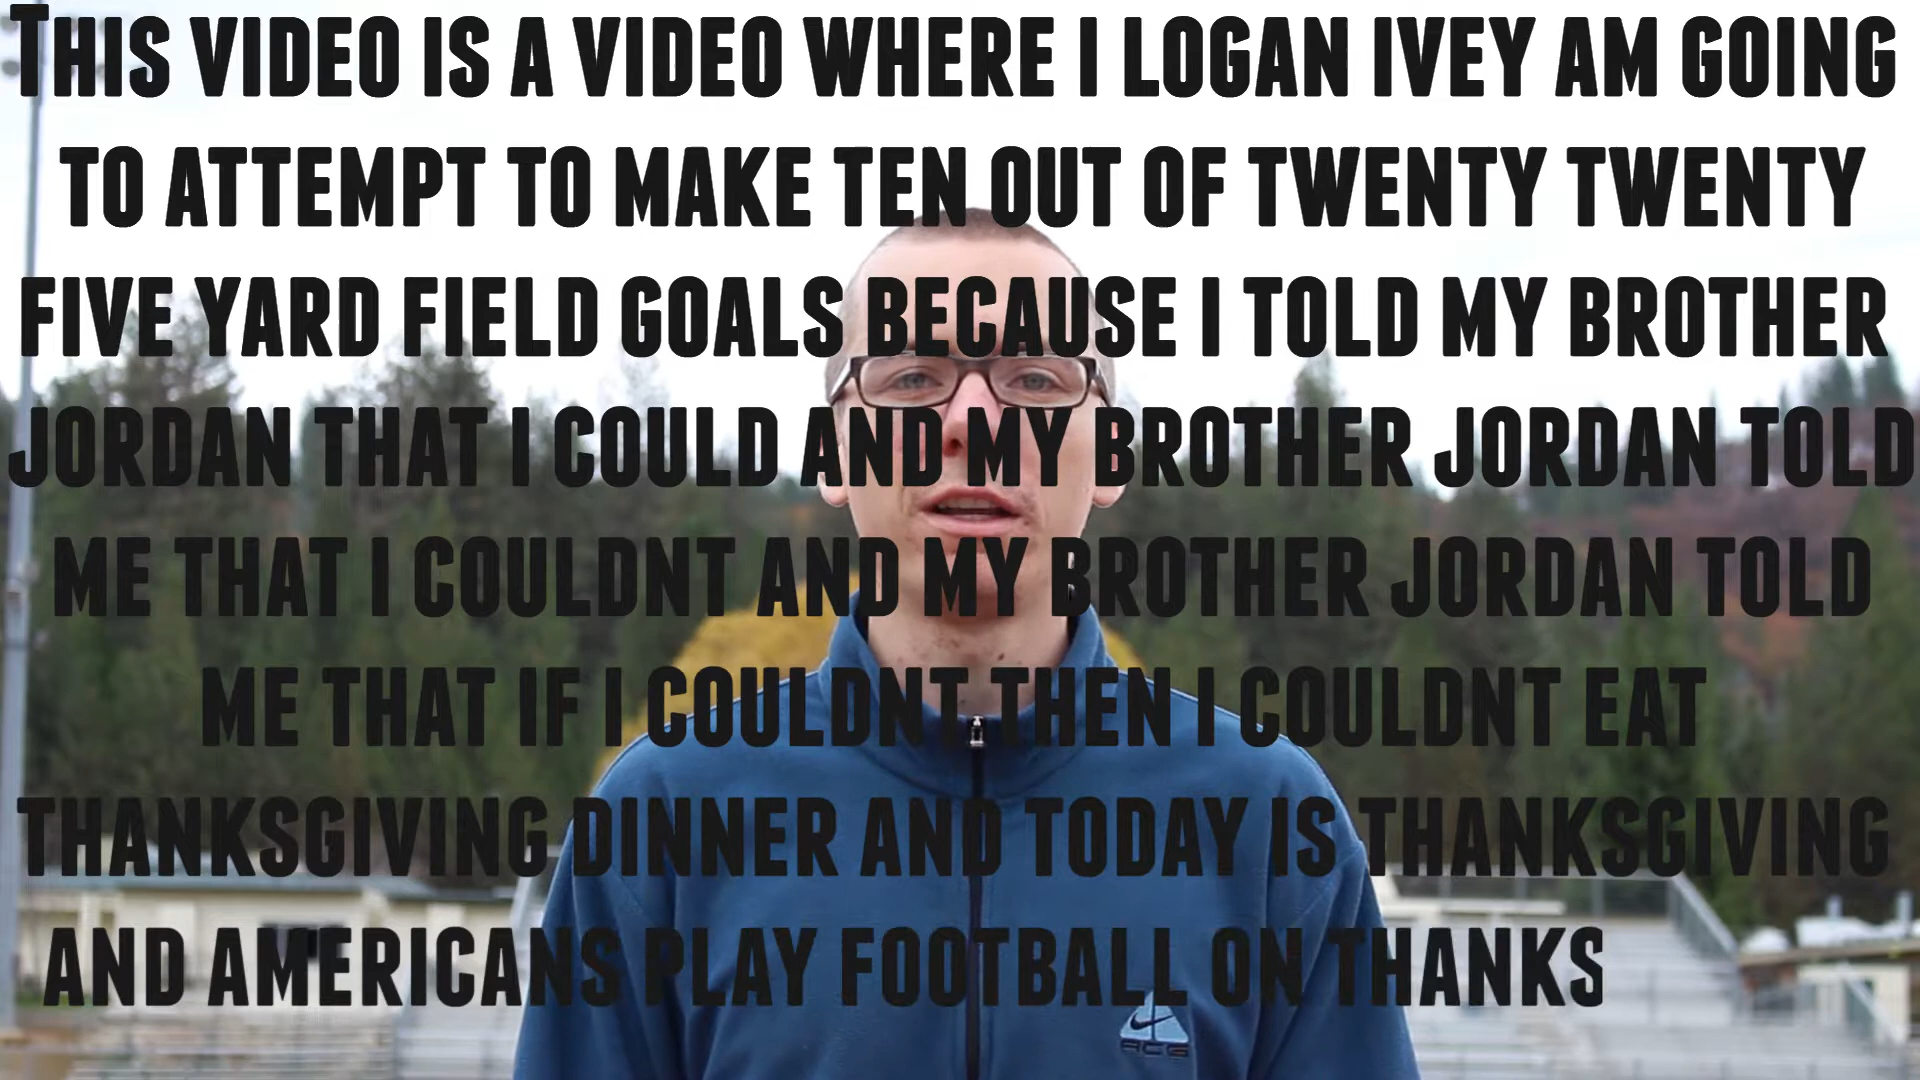 THIS VIDEO IS A VIDEO WHERE I LOGAN IVEY AM GOING
TO ATTEMPT TO MAKE TEN OUT OF TWENTY TWENTY
FIVE YARD FIELD GOALS BECAUSE I TOLD MY BROTHER
JORDAN THAT I COULD AND MY BROTHER JORDAN TOLD
ME THAT I COULDNT AND MY BROTHER JORDAN TOLD
ME THAT IF I COULDNT THEN I COULDNT EAT
THANKSGIVING DINNER AND TODAY IS THANKSGIVING
AND AMERICANS PLAY FOOTBALL ON THANKS
ACG